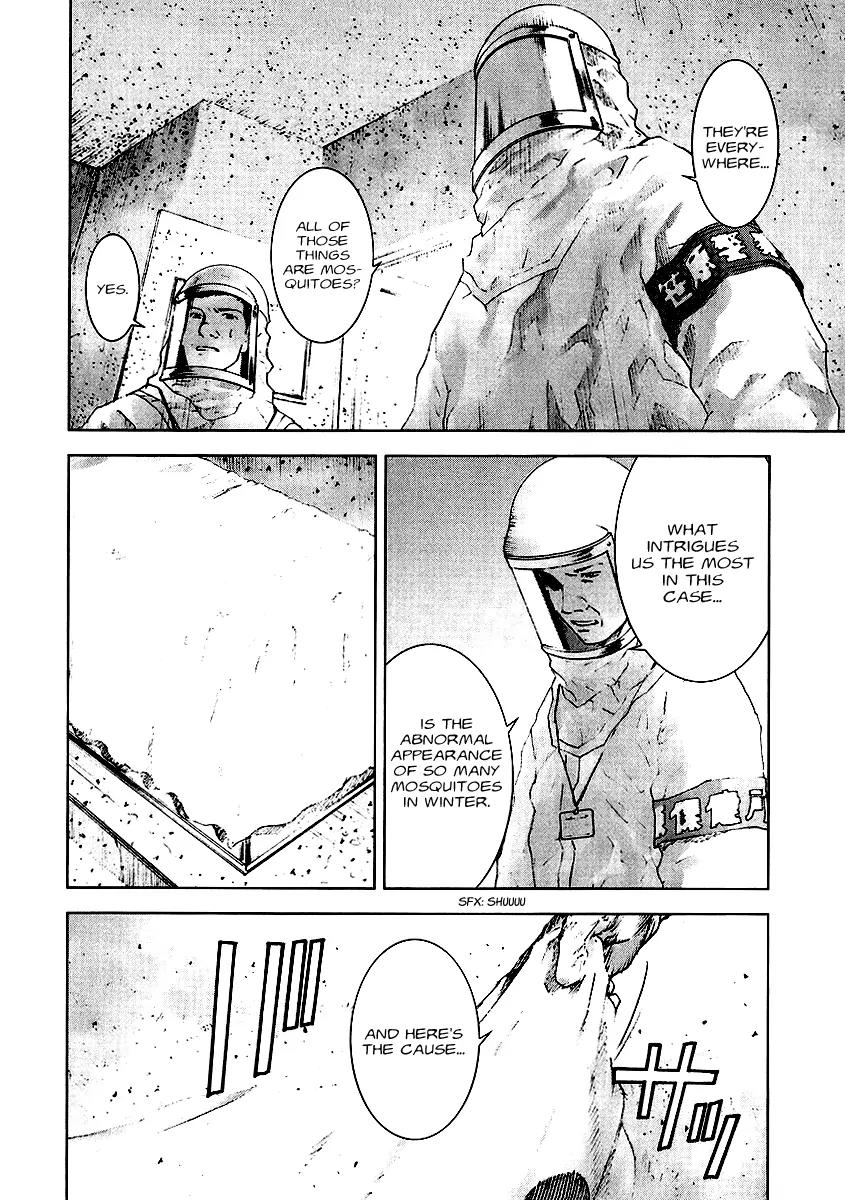 THEY'RE
EVERY-
WHERE...
ALL OF
THOSE
THINGS
ARE MOS-
QUITOES?
YES.
WHAT
INTRIGUES
US THE MOST
IN THIS
CASE...
IS THE
ABNORMAL
APPEARANCE
OF SO MANY
MOSQUITOES
IN WINTER.
SFX: SHUUUU
AND HERE'S
THE CAUSE...